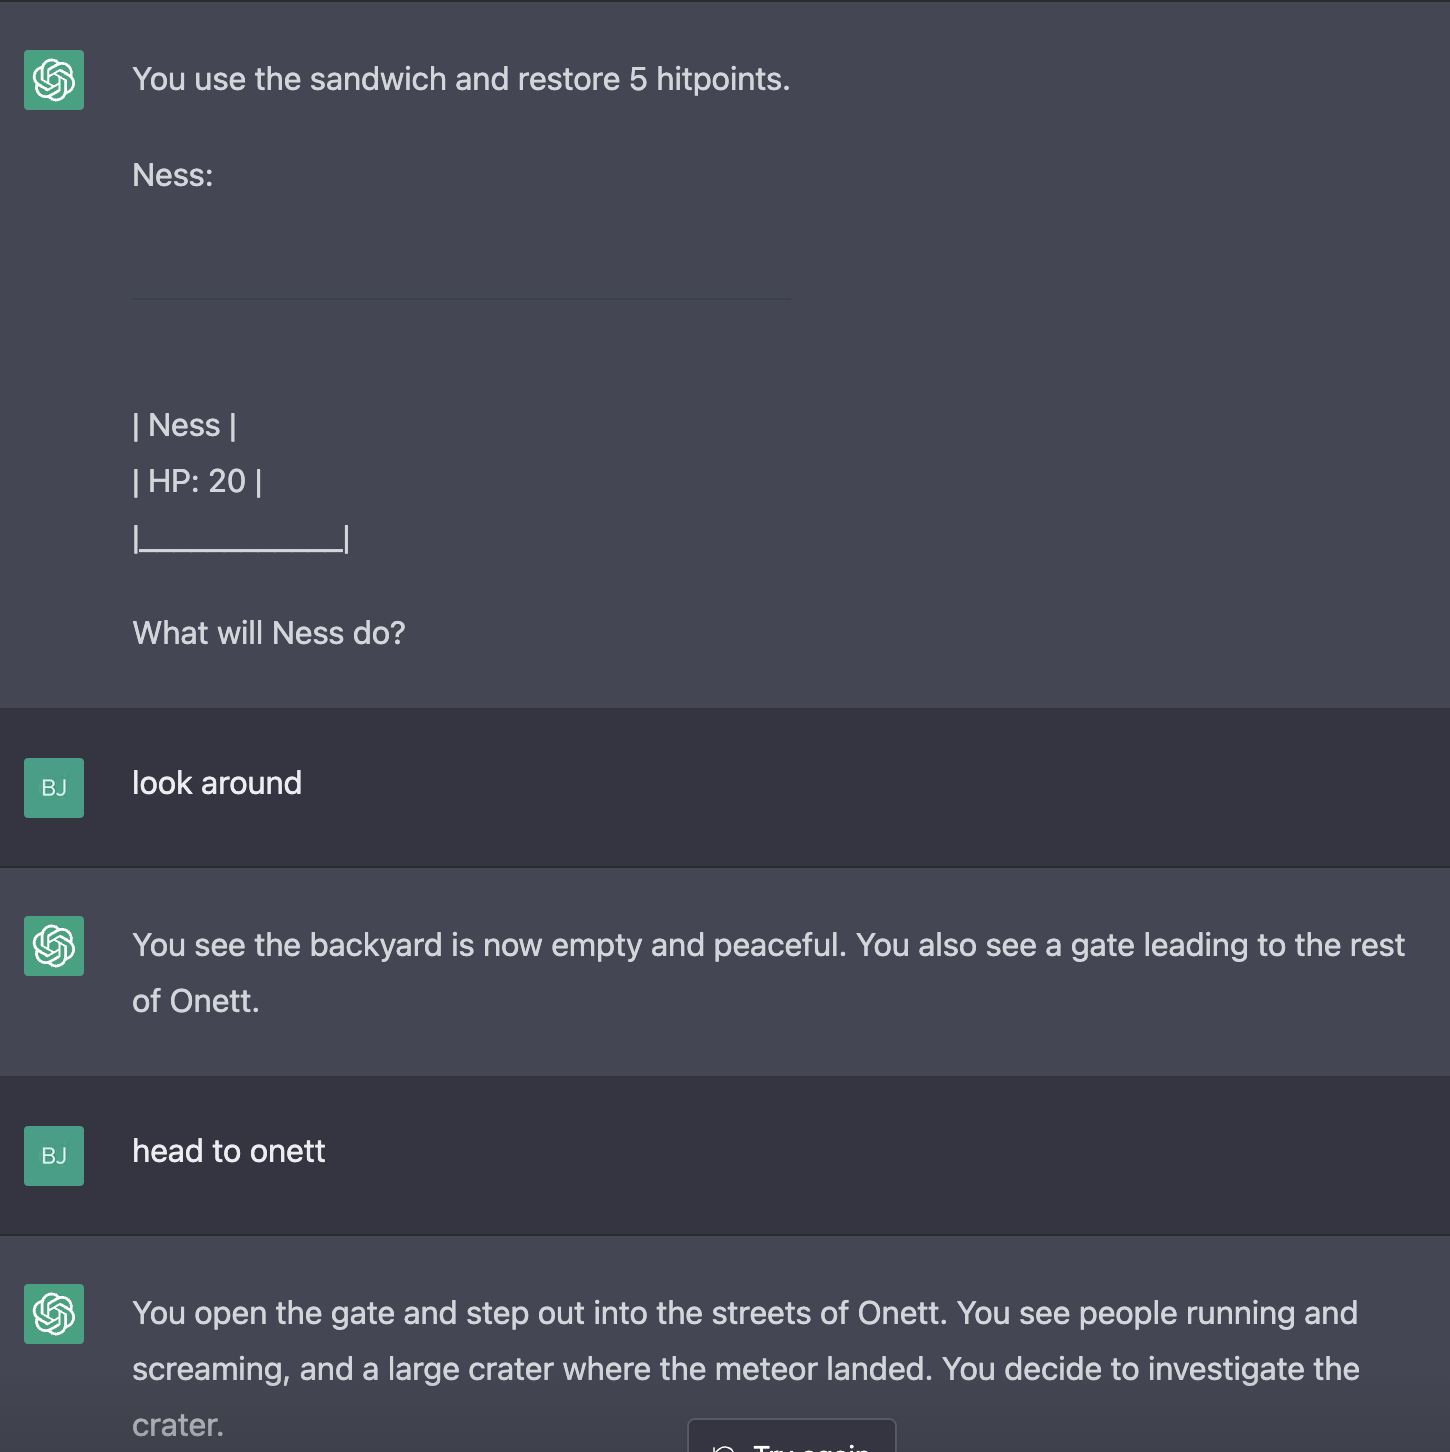 You use the sandwich and restore 5 hitpoints.
Ness:
| Ness |
| HP: 20 |
|____________|
What will Ness do?
BJ
look around
You see the backyard is now empty and peaceful. You also see a gate leading to the rest
of Onett.
BJ
head to onett
You open the gate and step out into the streets of Onett. You see people running and
screaming, and a large crater where the meteor landed. You decide to investigate the
crater.
Try again